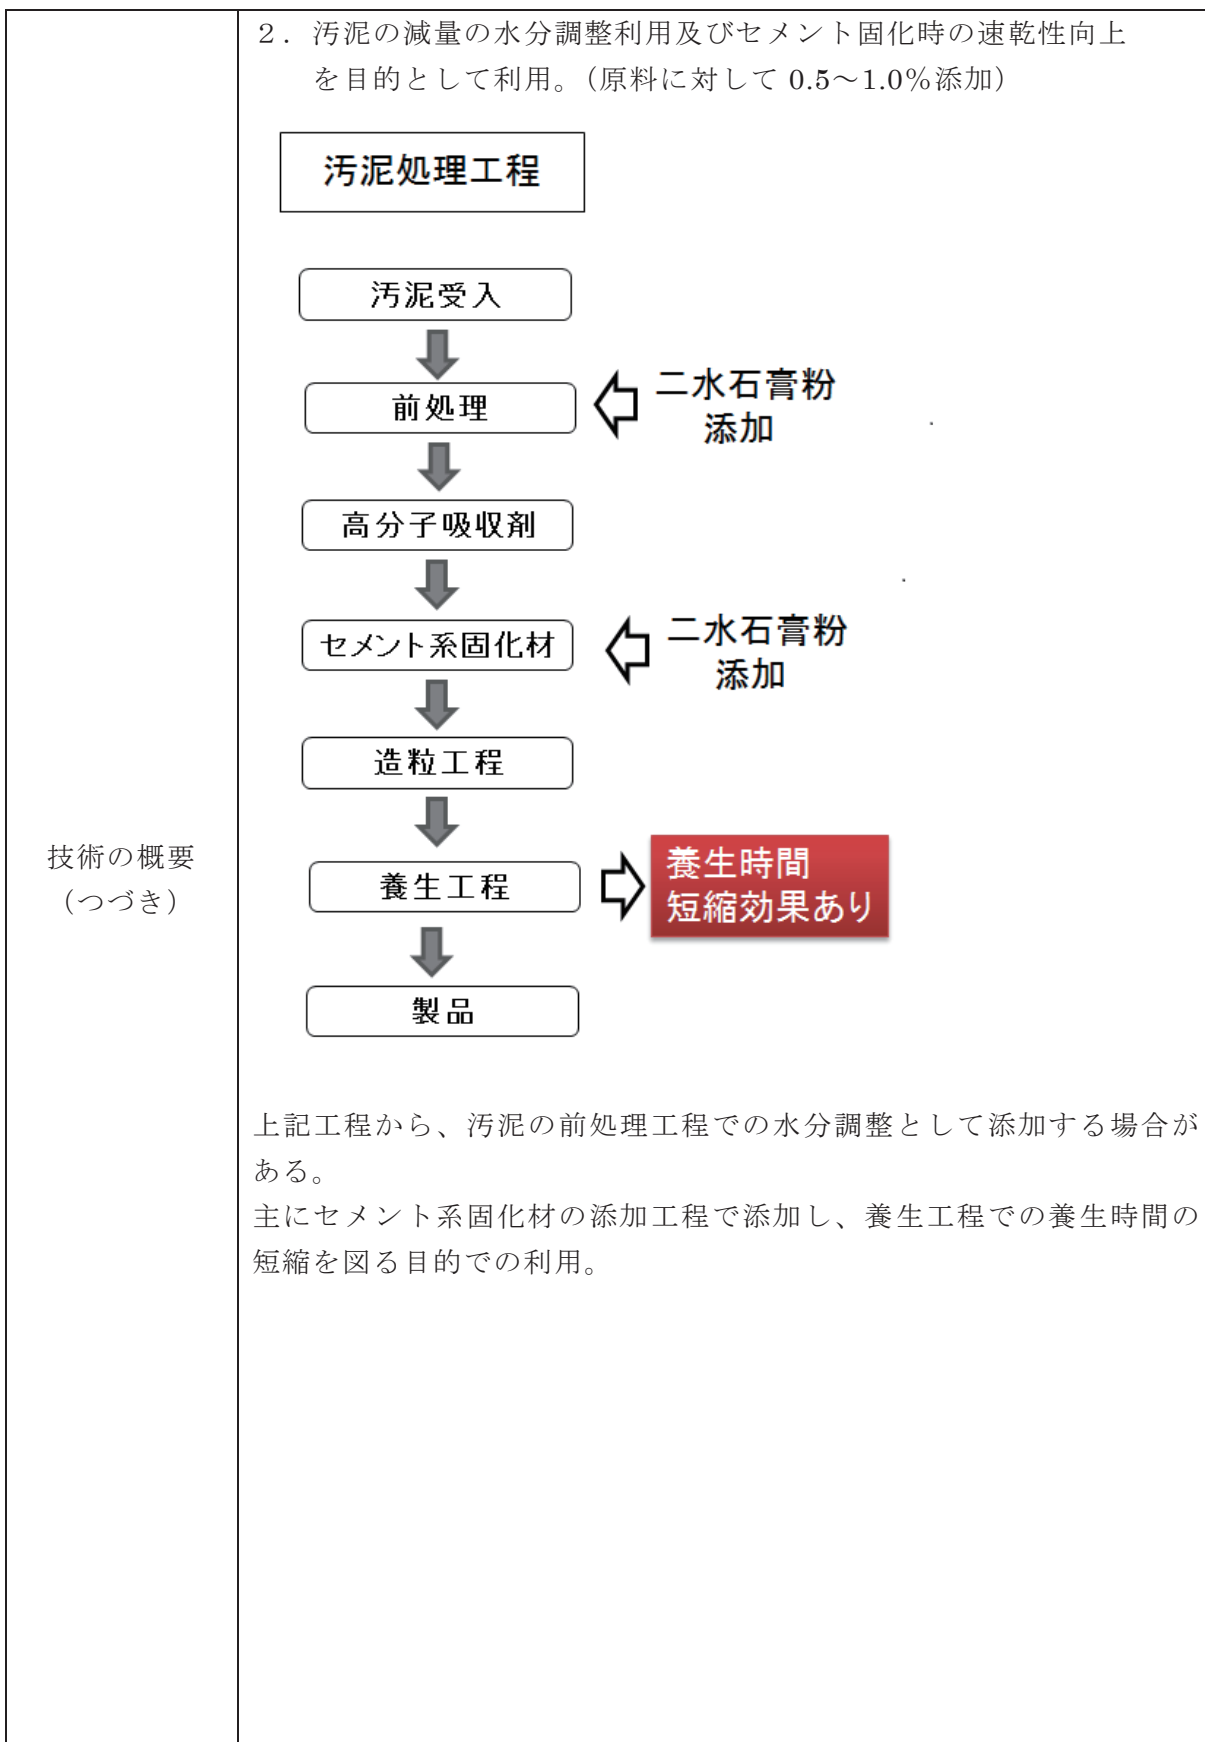 技術の概要
（つづき）
２．汚泥の減量の水分調整利用及びセメント固化時の速乾性向上
を目的として利用。（原料に対して 0.5～1.0%添加）
汚泥処理工程
汚泥受入
前処理
二水石膏粉
添加
高分子吸収剤
セメント系固化材
二水石膏粉
添加
造粒工程
養生工程
養生時間
短縮効果あり
製品
上記工程から、汚泥の前処理工程での水分調整として添加する場合が
ある。
主にセメント系固化材の添加工程で添加し、養生工程での養生時間の
短縮を図る目的での利用。